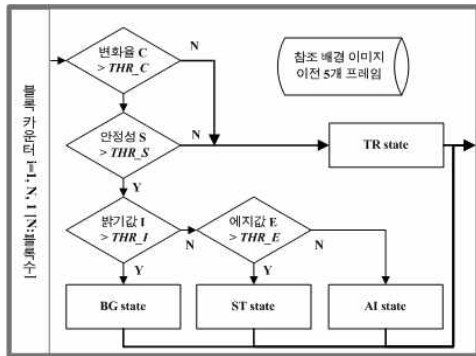 블록 카운터 i=1, N, 1 [N:블록수]
변화율 C
> THR_C
N
참조 배경 이미지
이전 5개 프레임
안정성 S
> THR_S
N
TR state
Y
밝기값 I
> THR_I
N
에지값 E
> THR_E
N
Y
Y
BG state
ST state
AI state